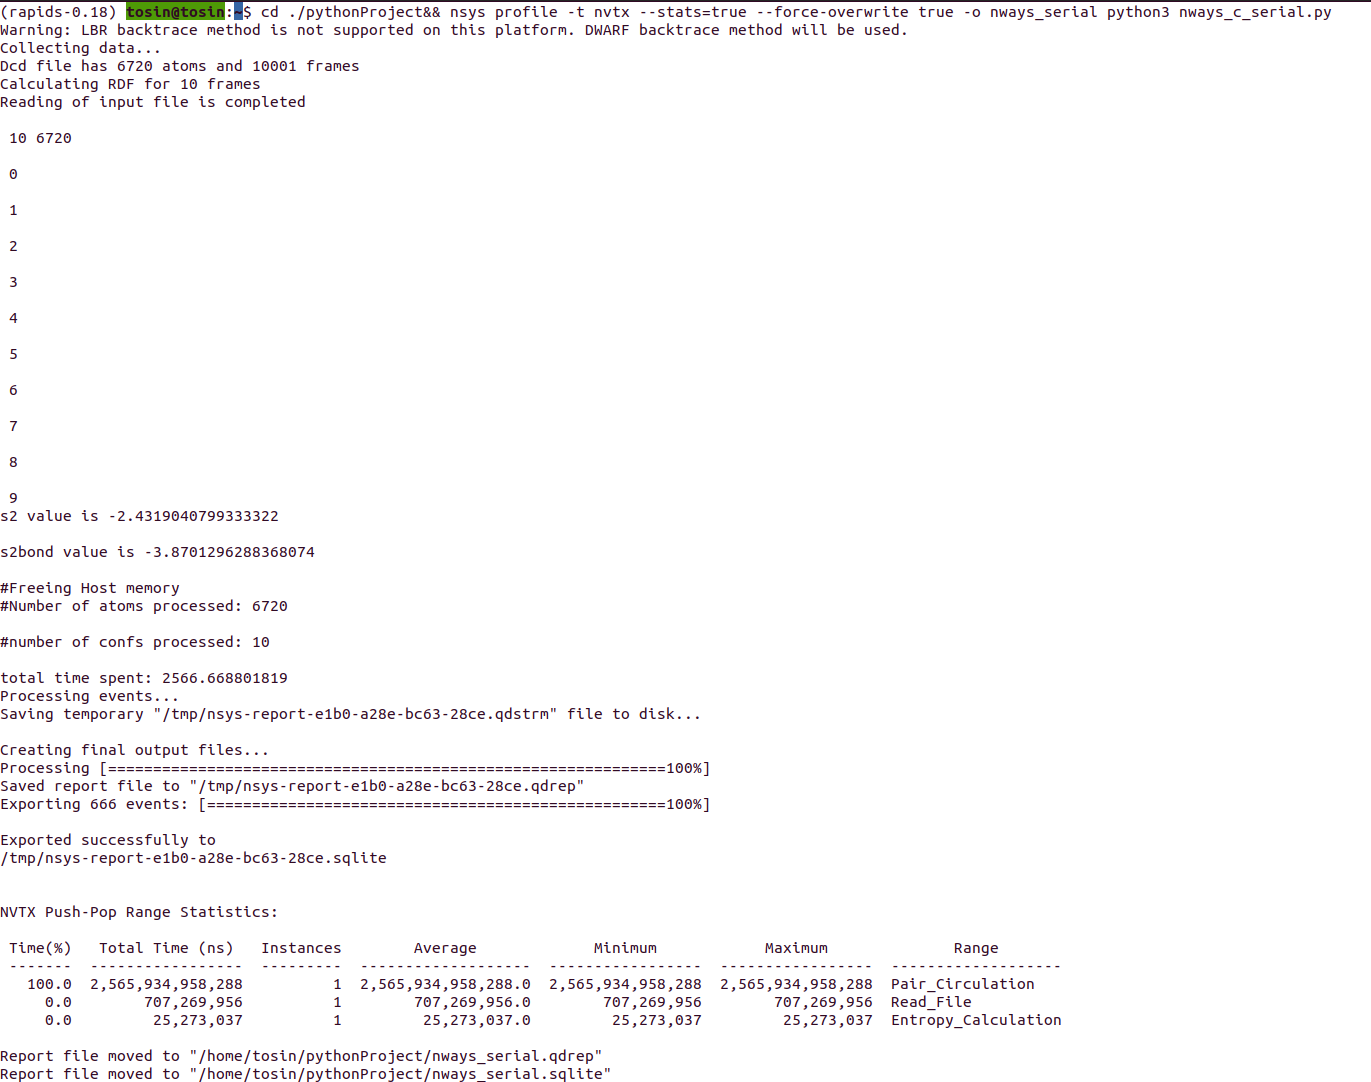 (rapids-0.18) tosin@tosin:~$ cd ./pythonProject&& nsys profile -t nvtx --stats=true --force-overwrite true -o nways_serial python3 nways_c_serial.py
Warning: LBR backtrace method is not supported on this platform. DWARF backtrace method will be used.
Collecting data...
Dcd file has 6720 atoms and 10001 frames
Calculating RDF for 10 frames
Reading of input file is completed
10 6720
0
1
2
3
4
5
6
7
8
9
s2 value is -2.4319040799333322
s2bond value is -3.8701296288368074
#Freeing Host memory
#Number of atoms processed: 6720
#number of confs processed: 10
total time spent: 2566.668801819
Processing events...
Saving temporary "/tmp/nsys-report-e1b0-a28e-bc63-28ce.qdstrm" file to disk...
Creating final output files...
Processing [==============================================================100%]
Saved report file to "/tmp/nsys-report-e1b0-a28e-bc63-28ce.qdrep"
Exporting 666 events: [===================================================100%]
Exported successfully to
/tmp/nsys-report-e1b0-a28e-bc63-28ce.sqlite
NVTX Push-Pop Range Statistics:
Time(%)   Total Time (ns)   Instances        Average             Minimum            Maximum              Range
-------  -----------------  ---------  -------------------  -----------------  -----------------  -------------------
100.0  2,565,934,958,288          1  2,565,934,958,288.0  2,565,934,958,288  2,565,934,958,288  Pair_Circulation
0.0        707,269,956          1        707,269,956.0        707,269,956        707,269,956  Read_File
0.0         25,273,037          1         25,273,037.0         25,273,037         25,273,037  Entropy_Calculation
Report file moved to "/home/tosin/pythonProject/nways_serial.qdrep"
Report file moved to "/home/tosin/pythonProject/nways_serial.sqlite"